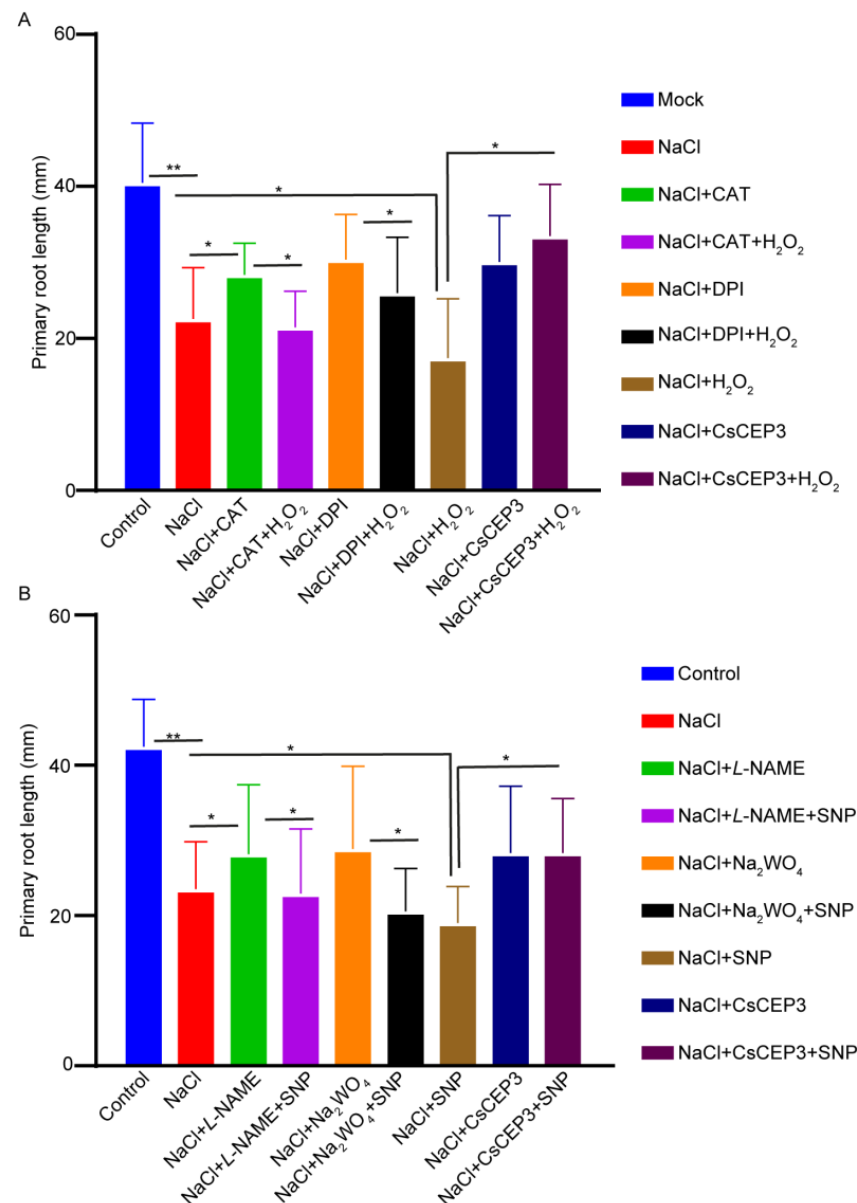 A
60
40
20
0
Primary root length (mm)
**
*
*
*
*
*
Control
NaCl
NaCl+CAT
NaCl+CAT+H₂O₂
NaCl+DPI
NaCl+DPI+H₂O₂
NaCl+H₂O₂
NaCl+CsCEP3
NaCl+CsCEP3+H₂O₂
Mock
NaCl
NaCl+CAT
NaCl+CAT+H₂O₂
NaCl+DPI
NaCl+DPI+H₂O₂
NaCl+H₂O₂
NaCl+CsCEP3
NaCl+CsCEP3+H₂O₂
B
60
40
20
0
Primary root length (mm)
**
*
*
*
*
*
Control
NaCl
NaCl+L-NAME
NaCl+L-NAME+SNP
NaCl+Na₂WO₄
NaCl+Na₂WO₄+SNP
NaCl+SNP
NaCl+CsCEP3
NaCl+CsCEP3+SNP
Control
NaCl
NaCl+L-NAME
NaCl+L-NAME+SNP
NaCl+Na₂WO₄
NaCl+Na₂WO₄+SNP
NaCl+SNP
NaCl+CsCEP3
NaCl+CsCEP3+SNP